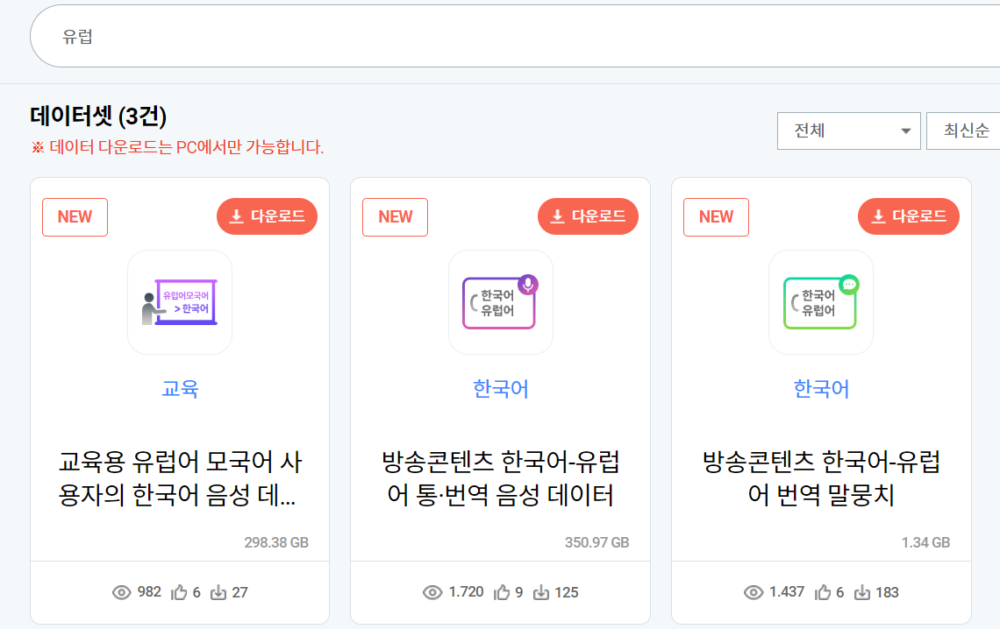 유럽
데이터셋 (3건)
※ 데이터 다운로드는 PC에서만 가능합니다.
전체
최신순
NEW
다운로드
유럽어모국어
> 한국어
교육
교육용 유럽어 모국어 사
용자의 한국어 음성 데...
298.38 GB
982 6 27
NEW
다운로드
한국어
유럽어
한국어
방송콘텐츠 한국어-유럽
어 통·번역 음성 데이터
350.97 GB
1.720 9 125
NEW
다운로드
한국어
유럽어
한국어
방송콘텐츠 한국어-유럽
어 번역 말뭉치
1.34 GB
1.437 6 183